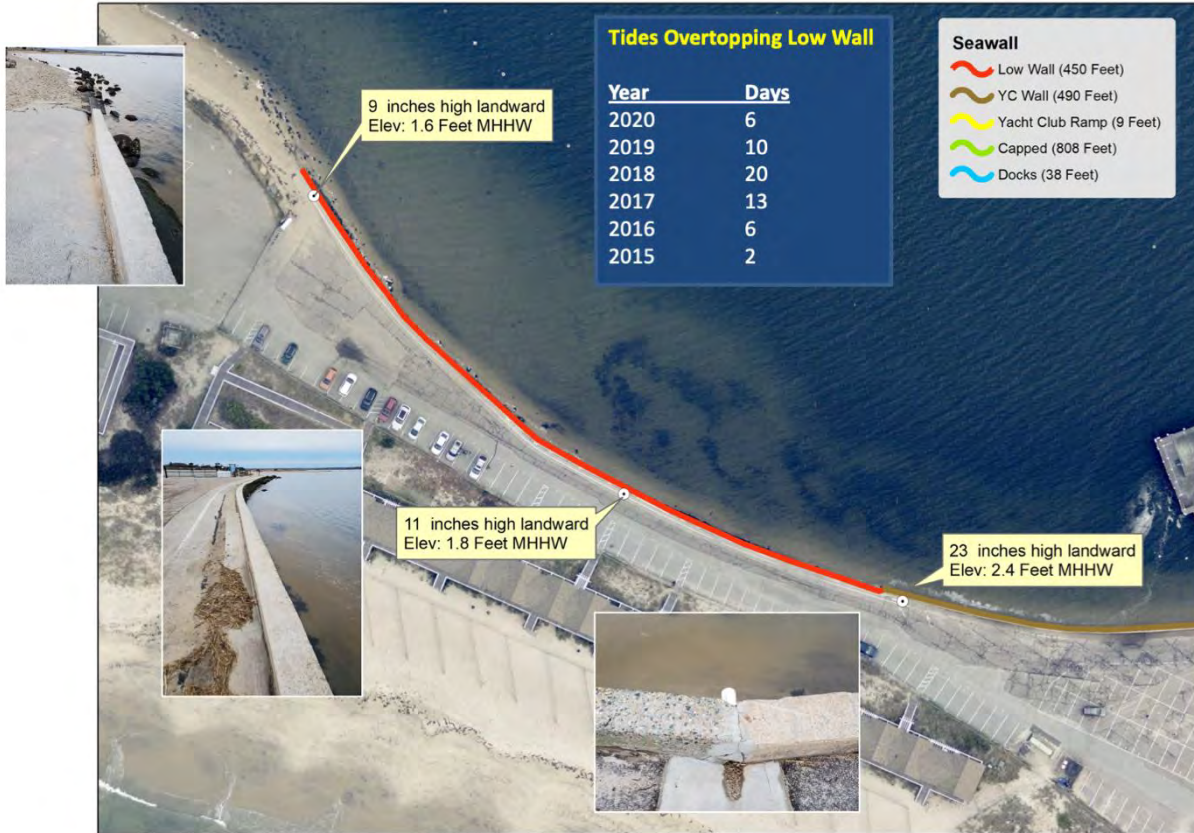 Tides Overtopping Low Wall
Year Days
2020 6
2019 10
2018 20
2017 13
2016 6
2015 2
Seawall
Low Wall (450 Feet)
YC Wall (490 Feet)
Yacht Club Ramp (9 Feet)
Capped (808 Feet)
Docks (38 Feet)
9 inches high landward
Elev: 1.6 Feet MHHW
11 inches high landward
Elev: 1.8 Feet MHHW
23 inches high landward
Elev: 2.4 Feet MHHW